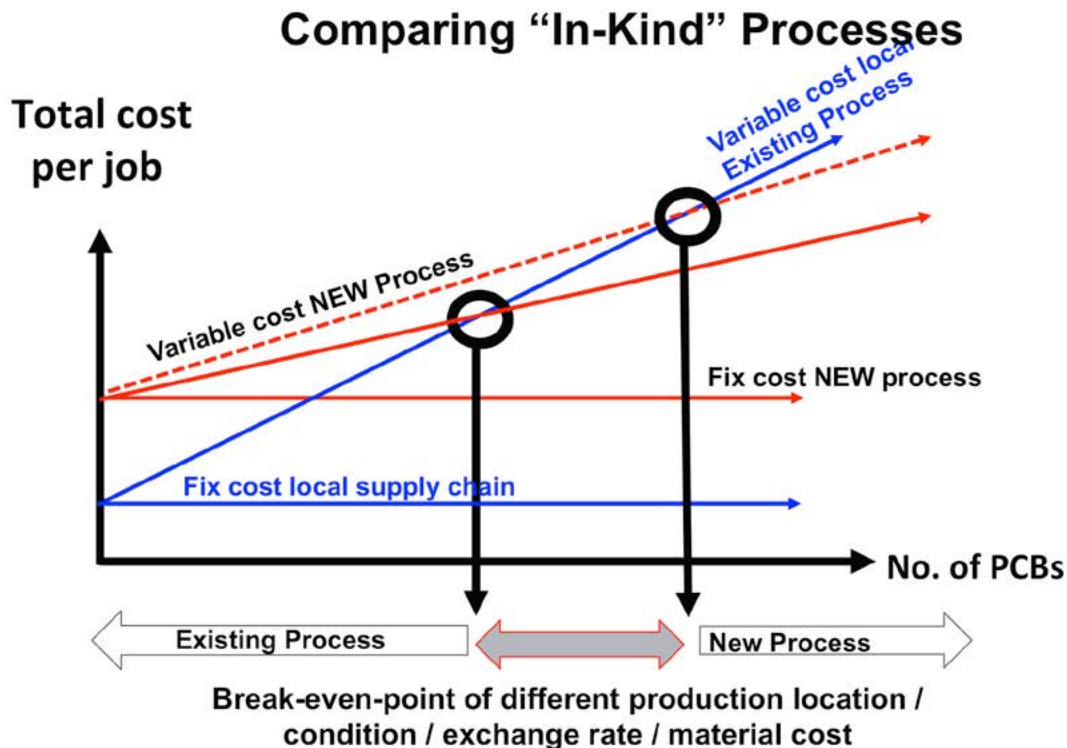 Comparing “In-Kind” Processes
Total cost
per job
Variable cost local
Existing Process
Variable cost NEW Process
Fix cost NEW process
Fix cost local supply chain
No. of PCBs
Existing Process
New Process
Break-even-point of different production location /
condition / exchange rate / material cost